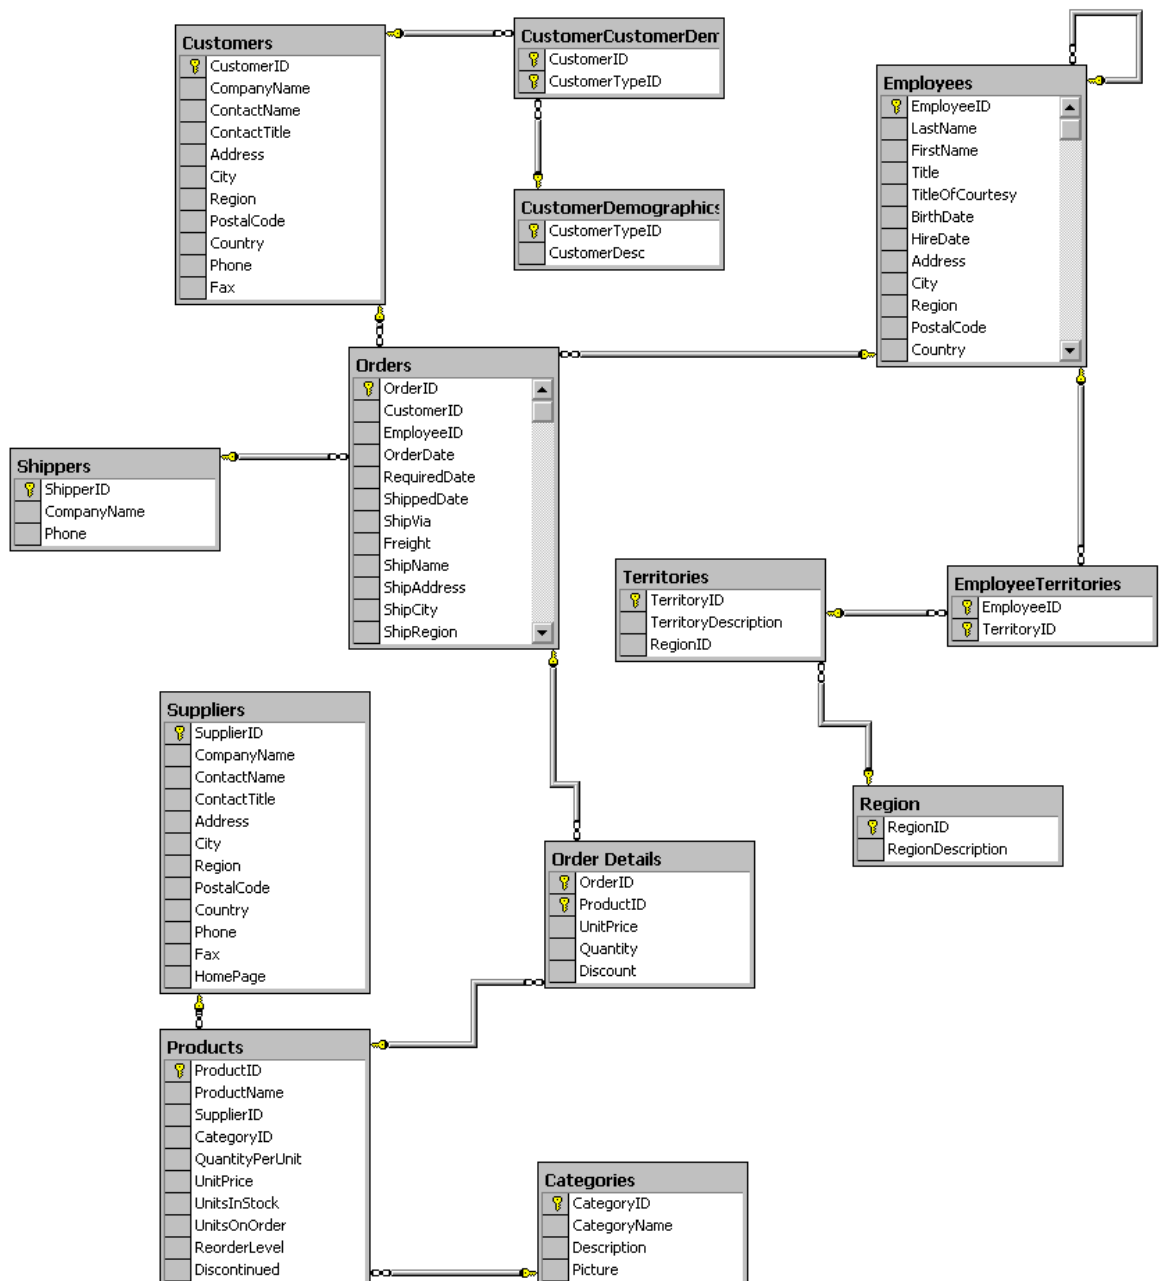 Customers
CustomerID
CompanyName
ContactName
ContactTitle
Address
City
Region
PostalCode
Country
Phone
Fax
CustomerCustomerDem
CustomerID
CustomerTypeID
CustomerDemographics
CustomerTypeID
CustomerDesc
Employees
EmployeeID
LastName
FirstName
Title
TitleOfCourtesy
BirthDate
HireDate
Address
City
Region
PostalCode
Country
Orders
OrderID
CustomerID
EmployeeID
OrderDate
RequiredDate
ShippedDate
ShipVia
Freight
ShipName
ShipAddress
ShipCity
ShipRegion
Shippers
ShipperID
CompanyName
Phone
Territories
TerritoryID
TerritoryDescription
RegionID
EmployeeTerritories
EmployeeID
TerritoryID
Suppliers
SupplierID
CompanyName
ContactName
ContactTitle
Address
City
Region
PostalCode
Country
Phone
Fax
HomePage
Region
RegionID
RegionDescription
Order Details
OrderID
ProductID
UnitPrice
Quantity
Discount
Products
ProductID
ProductName
SupplierID
CategoryID
QuantityPerUnit
UnitPrice
UnitsInStock
UnitsOnOrder
ReorderLevel
Discontinued
Categories
CategoryID
CategoryName
Description
Picture